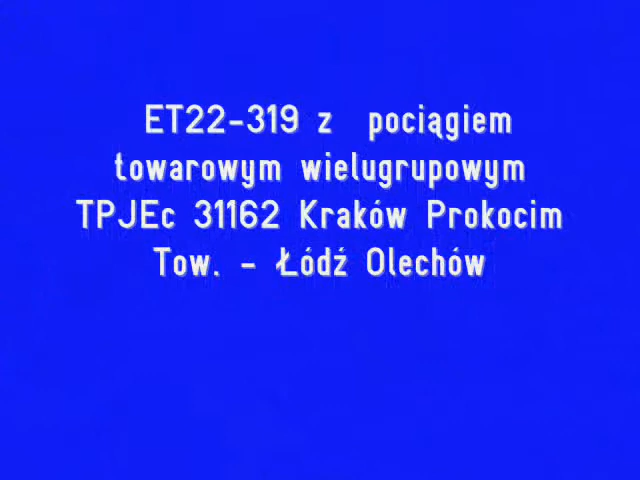 ET22-319 z pociągiem
towarowym wielugrupowym
TPJEc 31162 Kraków Prokocim
Tow. - Łódź Olechów